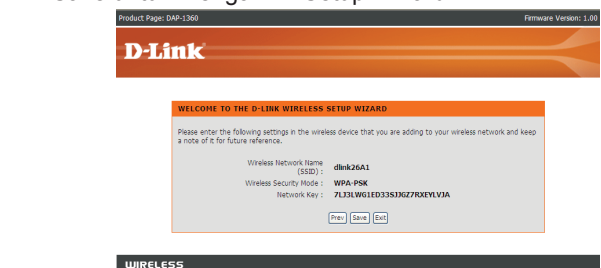 Product Page: DAP-1360 Firmware Version: 1.00
D-Link
WELCOME TO THE D-LINK WIRELESS SETUP WIZARD
Please enter the following settings in the wireless device that you are adding to your wireless network and keep
a note of it for future reference.
Wireless Network Name
(SSID) : dlink26A1
Wireless Security Mode : WPA-PSK
Network Key : 7LJ3LWG1ED33SJJGZ7RXEYLVJA
Prev Save Exit
WIRELESS